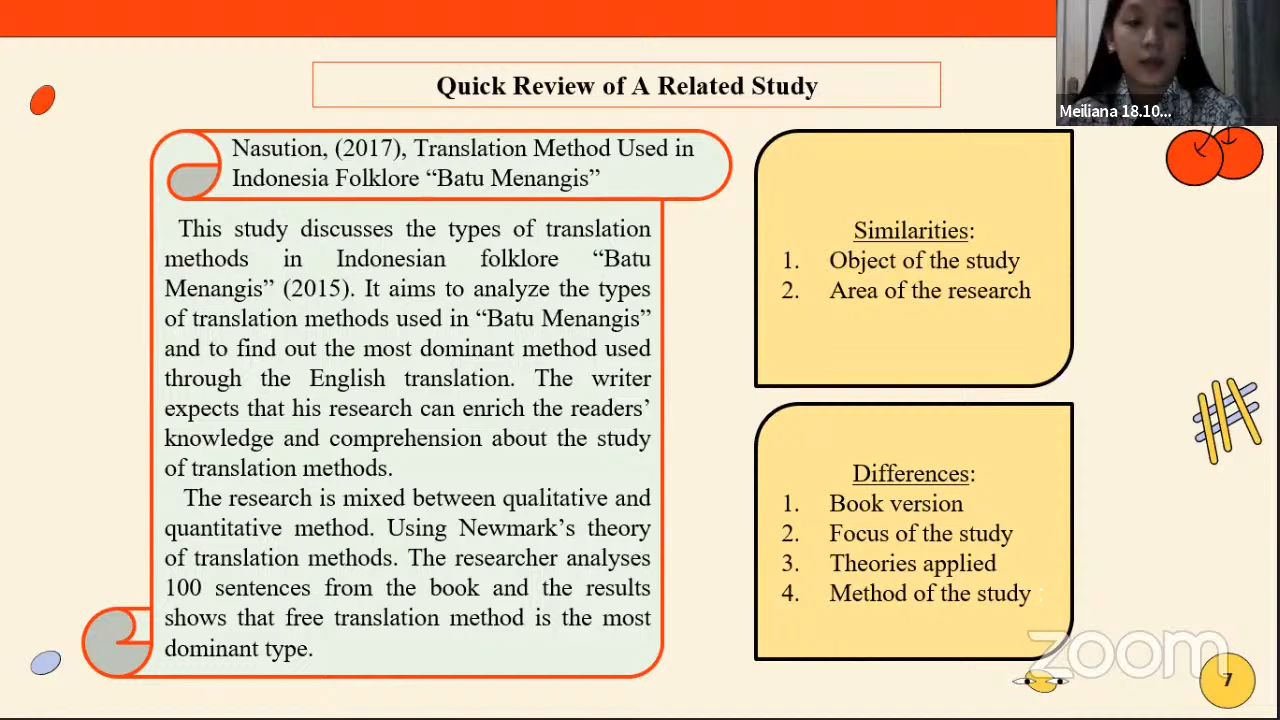 Meiliana 18.10...
Quick Review of A Related Study
Nasution, (2017), Translation Method Used in
Indonesia Folklore “Batu Menangis”
This study discusses the types of translation
methods in Indonesian folklore “Batu
Menangis” (2015). It aims to analyze the types
of translation methods used in “Batu Menangis”
and to find out the most dominant method used
through the English translation. The writer
expects that his research can enrich the readers’
knowledge and comprehension about the study
of translation methods.
The research is mixed between qualitative and
quantitative method. Using Newmark’s theory
of translation methods. The researcher analyses
100 sentences from the book and the results
shows that free translation method is the most
dominant type.
Similarities:
1. Object of the study
2. Area of the research
Differences:
1. Book version
2. Focus of the study
3. Theories applied
4. Method of the study
zoom
7